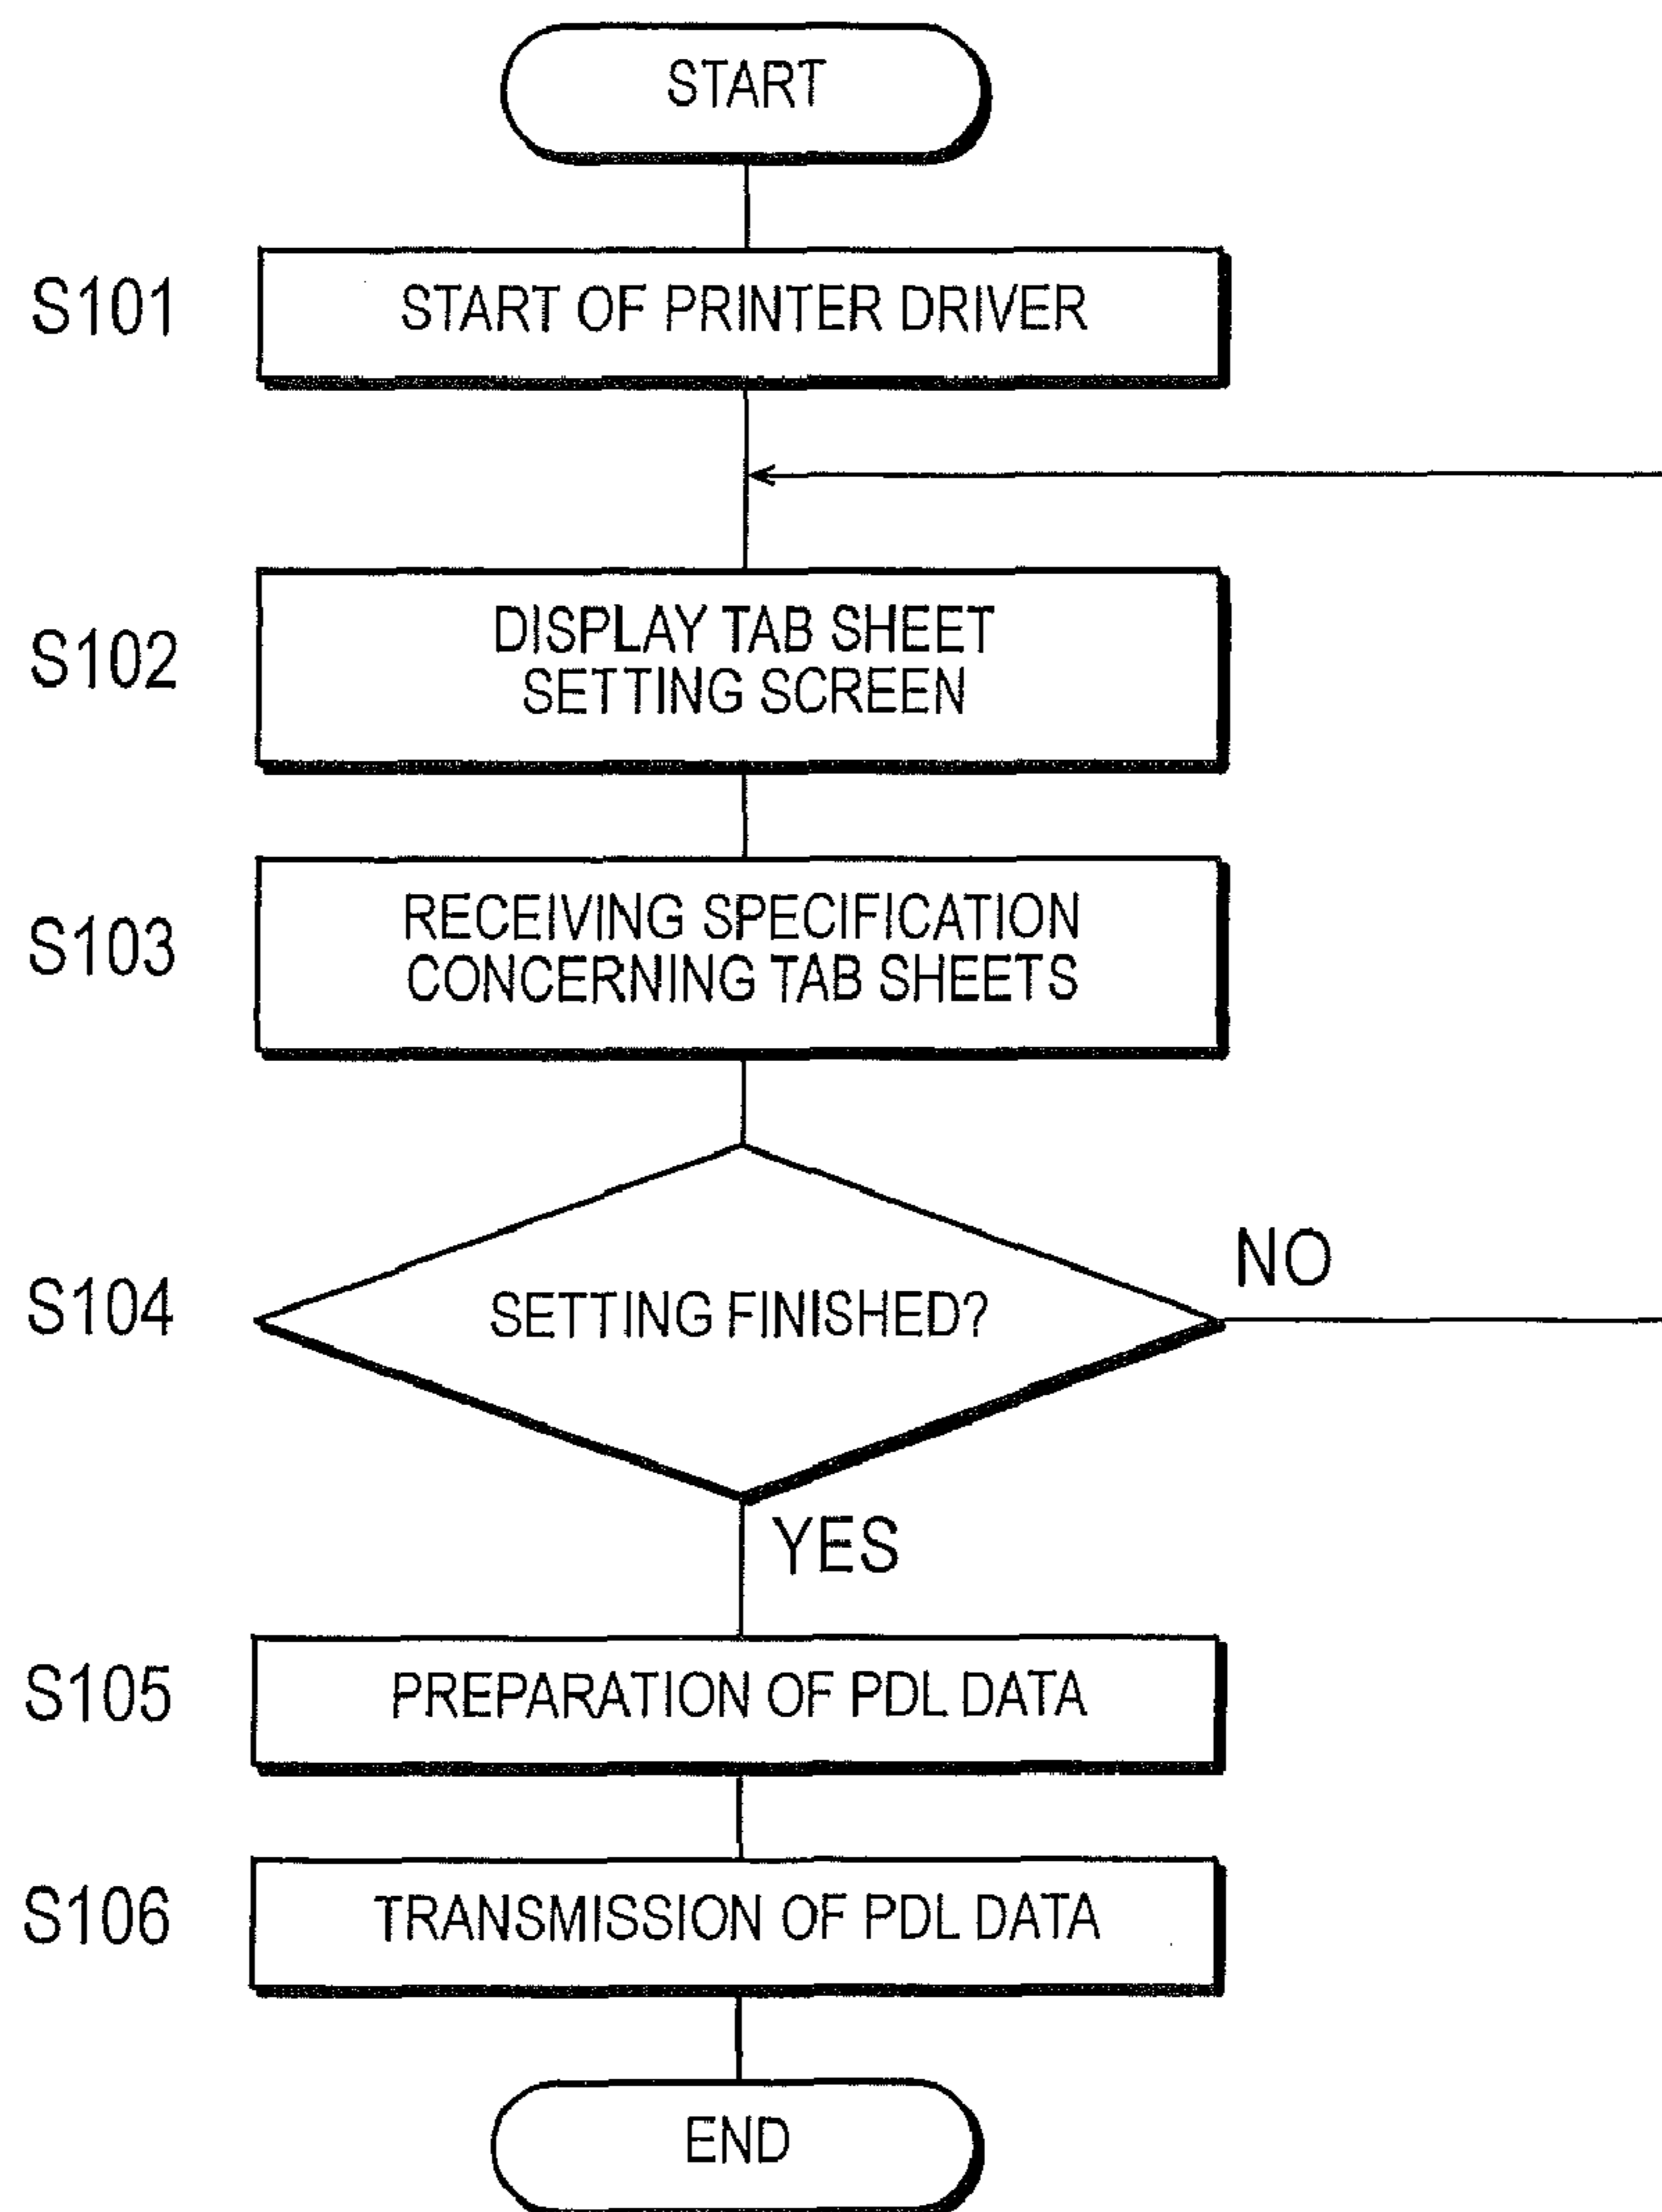 START
S101
START OF PRINTER DRIVER
S102
DISPLAY TAB SHEET
SETTING SCREEN
S103
RECEIVING SPECIFICATION
CONCERNING TAB SHEETS
S104
SETTING FINISHED?
NO
YES
S105
PREPARATION OF PDL DATA
S106
TRANSMISSION OF PDL DATA
END